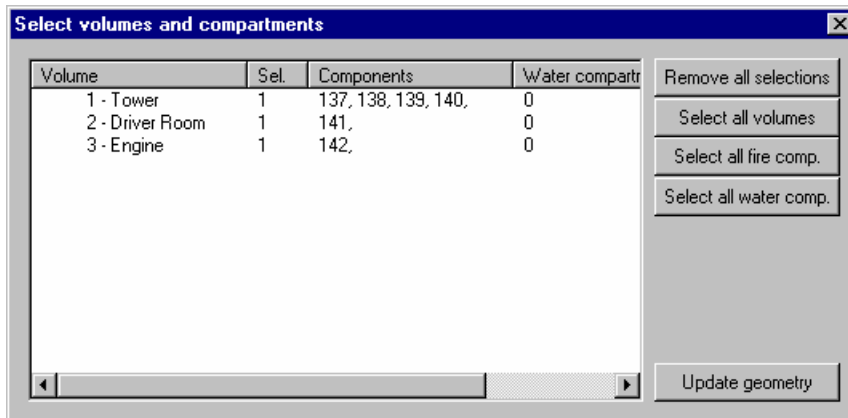 Select volumes and compartments
Volume Sel. Components Water compartr
1 - Tower 1 137, 138, 139, 140, 0
2 - Driver Room 1 141, 0
3 - Engine 1 142, 0
Remove all selections
Select all volumes
Select all fire comp.
Select all water comp.
Update geometry